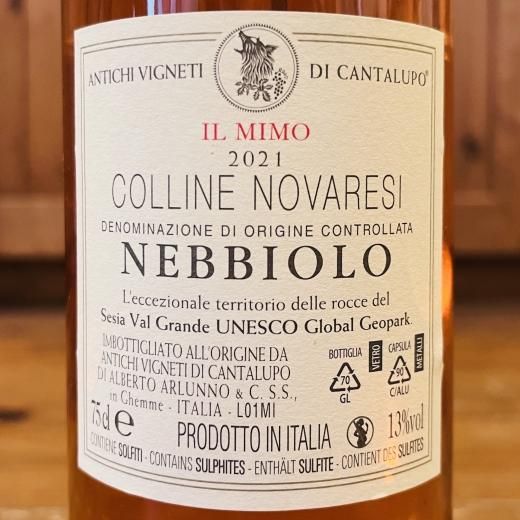 ANTICHI VIGNETI DI CANTALUPO®
IL MIMO
2021
COLLINE NOVARESI
DENOMINAZIONE DI ORIGINE CONTROLLATA
NEBBIOLO
L'eccezionale territorio delle rocce del
Sesia Val Grande UNESCO Global Geopark.
IMBOTTIGLIATO ALL'ORIGINE DA
ANTICHI VIGNETI DI CANTALUPO
DI ALBERTO ARLUNNO & C. S.S.,
in Ghemme - ITALIA - L01MI
BOTTIGLIA
70
GL
VETRO
CAPSULA
90
C/ALU
METALLI
75cl e
PRODOTTO IN ITALIA
13%vol
CONTIENE SOLFITI - CONTAINS SULPHITES - ENTHÄLT SULFITE - CONTIENT DES SULFITES